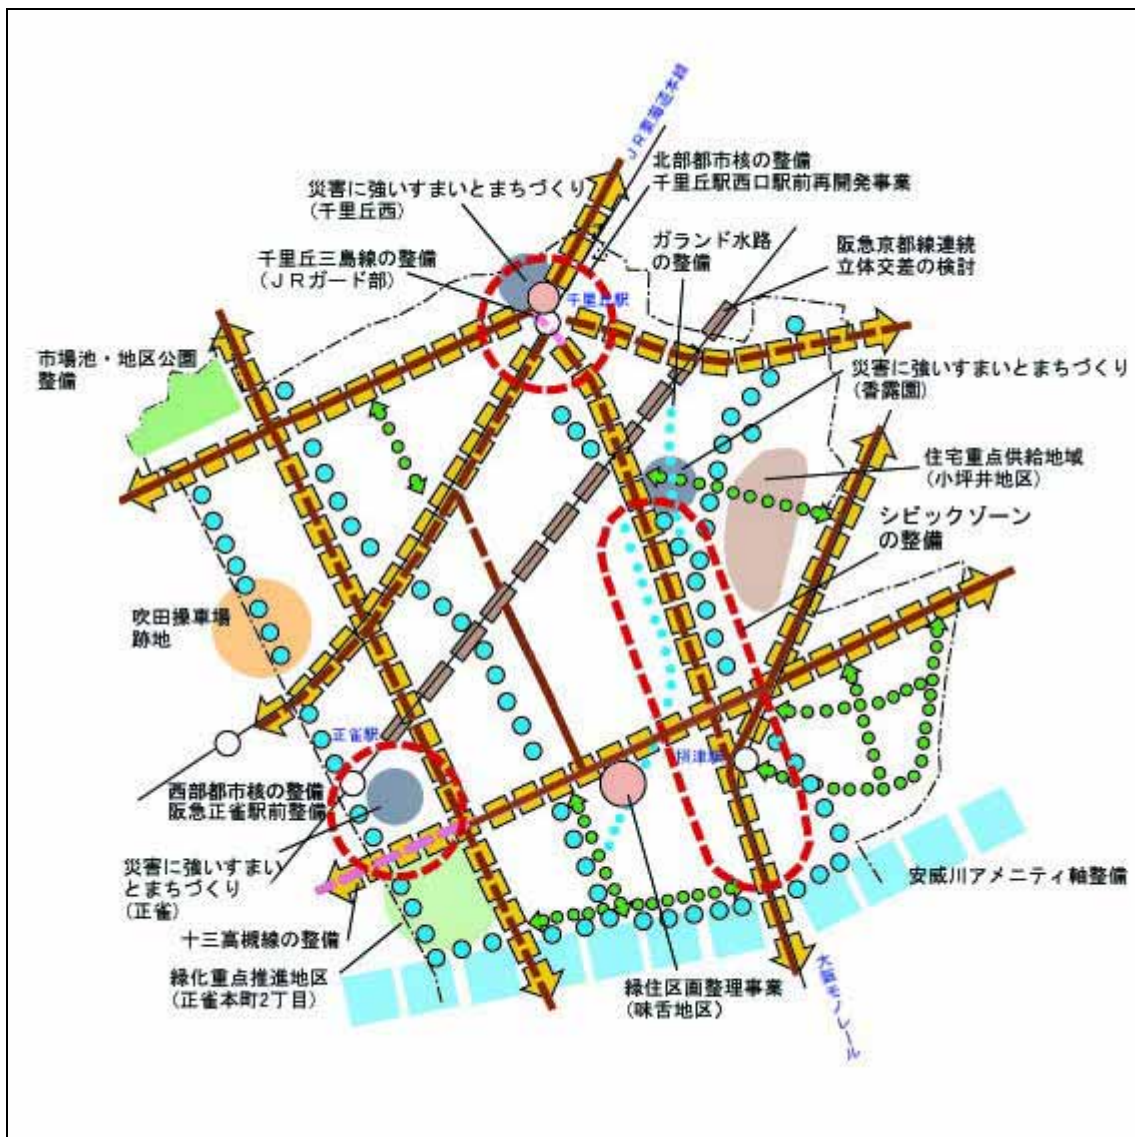 JR東海道本線
北部都市核の整備
千里丘駅西口駅前再開発事業
災害に強いすまいとまちづくり
(千里丘西)
ガランド水路
の整備
阪急京都線連続
立体交差の検討
千里丘三島線の整備
(JRガード部)
千里丘駅
市場池・地区公園
整備
災害に強いすまいとまちづくり
(香露園)
住宅重点供給地域
(小坪井地区)
シビックゾーン
の整備
吹田操車場
跡地
正雀駅
摂津駅
西部都市核の整備
阪急正雀駅前整備
災害に強いすまい
とまちづくり
(正雀)
安威川アメニティ軸整備
十三高槻線の整備
緑化重点推進地区
(正雀本町2丁目)
緑住区画整理事業
(味舌地区)
大阪モノレール